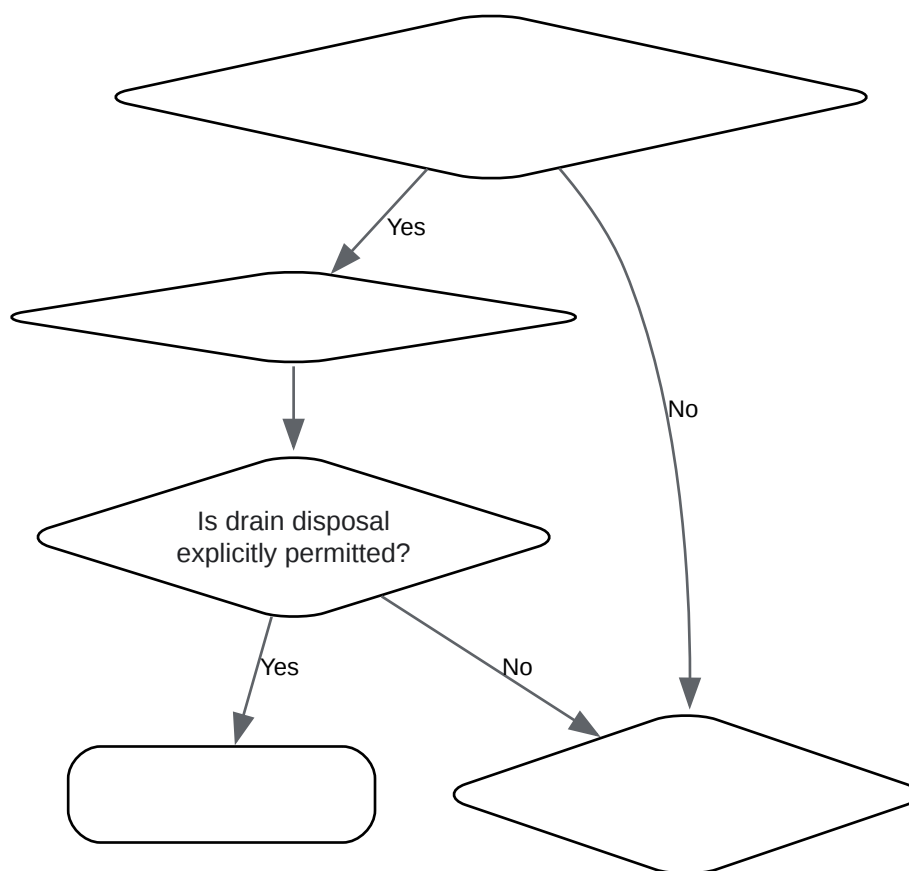 Yes
No
Is drain disposal
explicitly permitted?
Yes
No